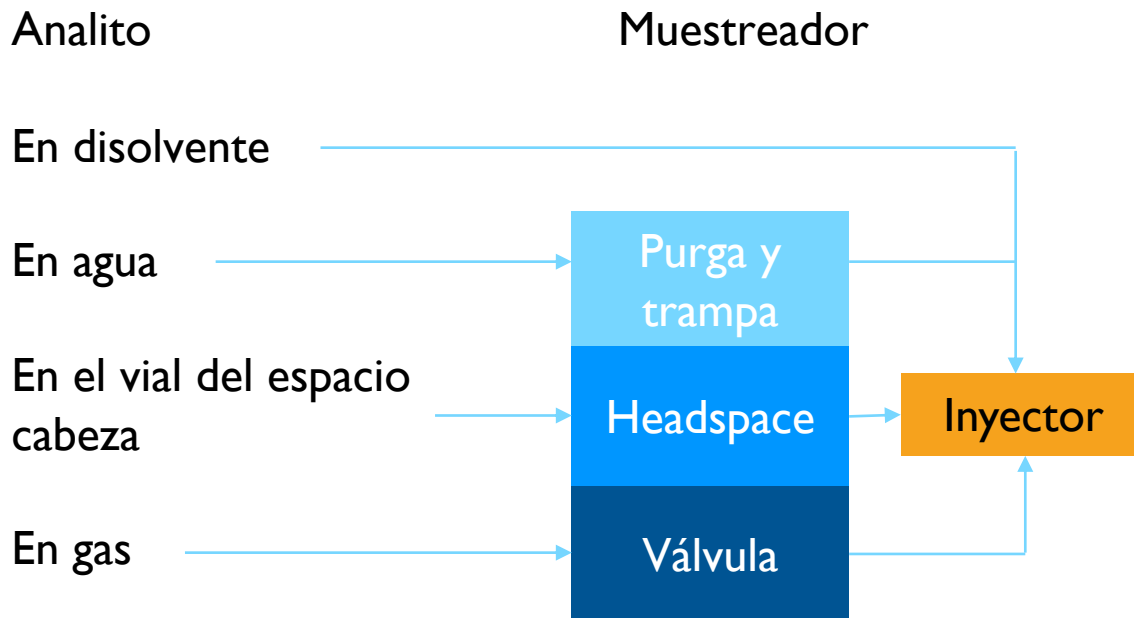 Analito
Muestreador
En disolvente
En agua
Purga y
trampa
En el vial del espacio
cabeza
Headspace
Inyector
En gas
Válvula